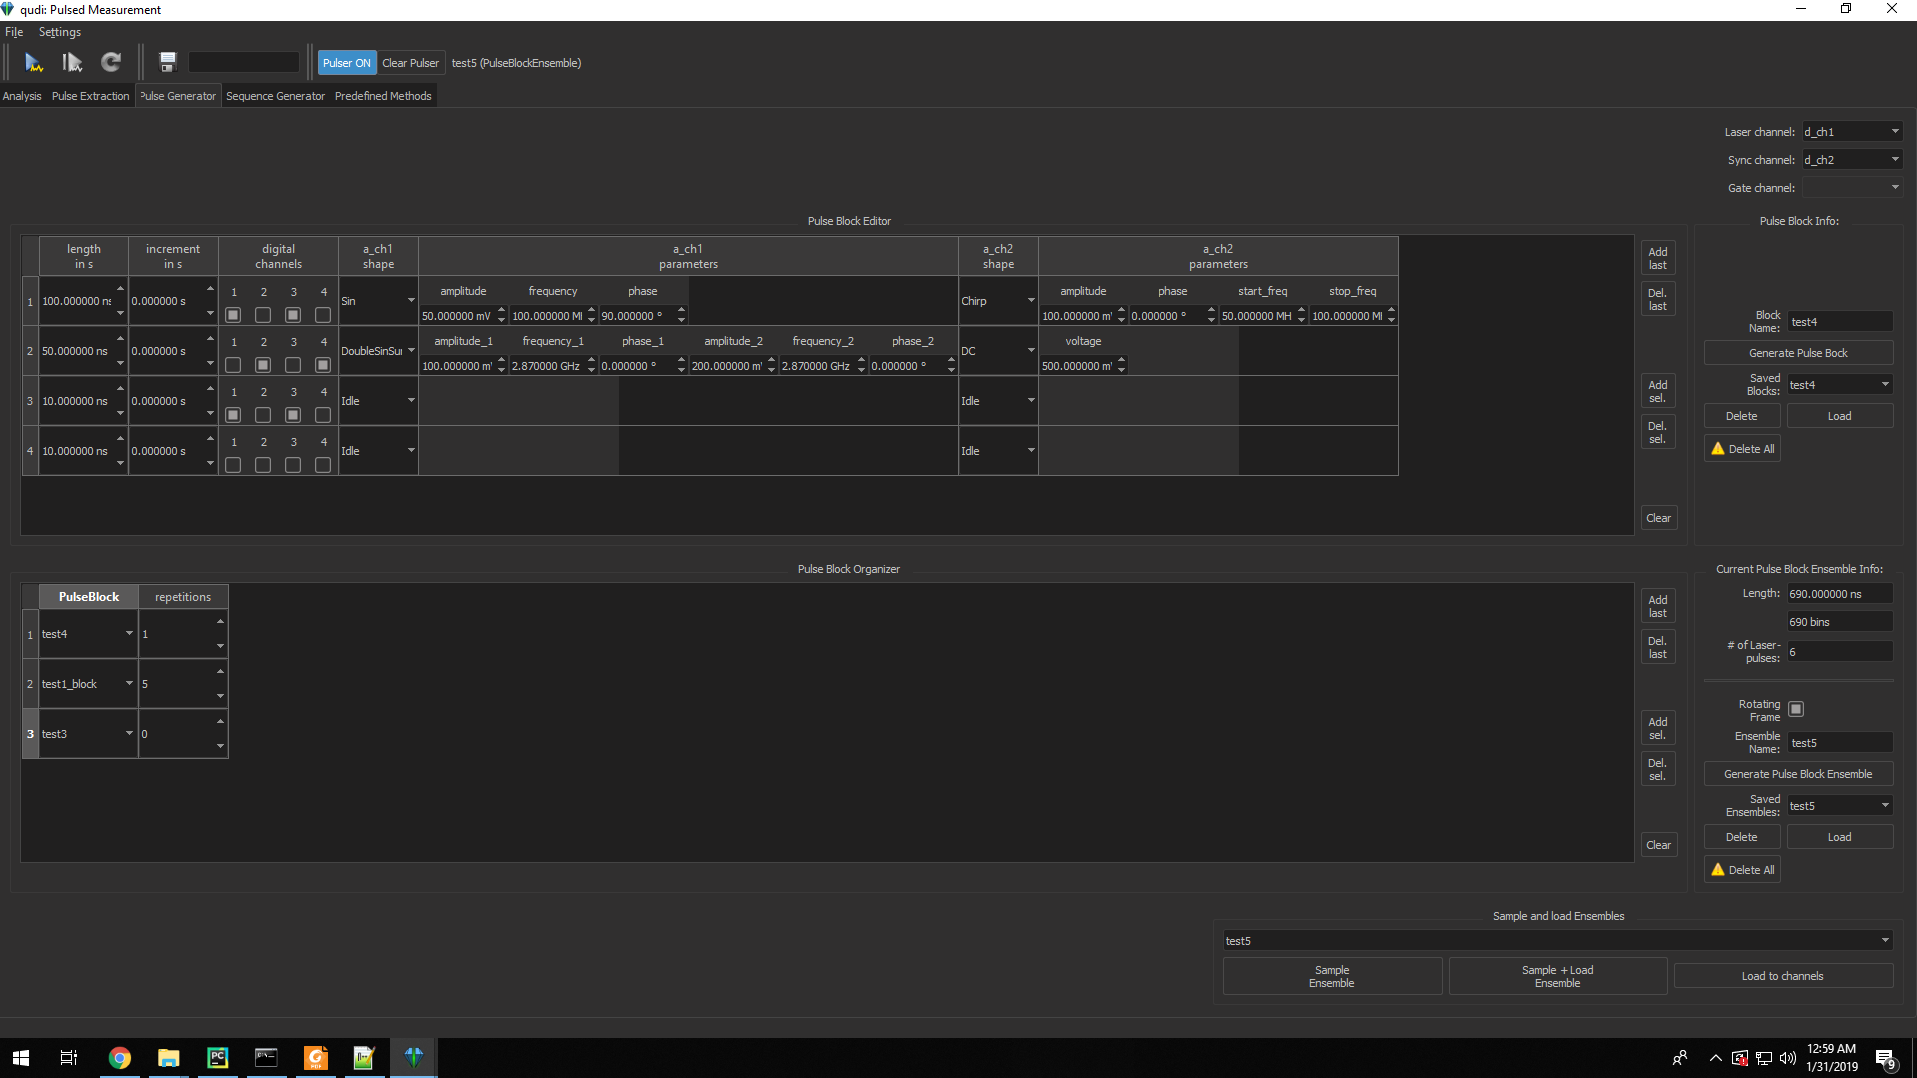 qudi: Pulsed Measurement
File Settings
Pulser ON Clear Pulser test5 (PulseBlockEnsemble)
Analysis Pulse Extraction Pulse Generator Sequence Generator Predefined Methods
Laser channel: d_ch1
Sync channel: d_ch2
Gate channel:
Pulse Block Editor
length in s increment in s digital channels a_ch1 shape a_ch1 parameters a_ch2 shape a_ch2 parameters
1 100.000000 ns 0.000000 s 1 2 3 4 Sin amplitude frequency phase Chirp amplitude phase start_freq stop_freq
50.000000 mV 100.000000 MH 90.000000 ° 100.000000 m' 0.000000 ° 50.000000 MH 100.000000 MH
2 50.000000 ns 0.000000 s 1 2 3 4 DoubleSinSum amplitude_1 frequency_1 phase_1 amplitude_2 frequency_2 phase_2 DC voltage
100.000000 m' 2.870000 GHz 0.000000 ° 200.000000 m' 2.870000 GHz 0.000000 ° 500.000000 m'
3 10.000000 ns 0.000000 s 1 2 3 4 Idle Idle
4 10.000000 ns 0.000000 s 1 2 3 4 Idle Idle
Add last
Del. last
Add sel.
Del. sel.
Clear
Pulse Block Info:
Block Name: test4
Generate Pulse Bock
Saved Blocks: test4
Delete Load
Delete All
Pulse Block Organizer
PulseBlock repetitions
1 test4 1
2 test1_block 5
3 test3 0
Add last
Del. last
Add sel.
Del. sel.
Clear
Current Pulse Block Ensemble Info:
Length: 690.000000 ns
690 bins
# of Laser-pulses: 6
Rotating Frame
Ensemble Name: test5
Generate Pulse Block Ensemble
Saved Ensembles: test5
Delete Load
Delete All
Sample and load Ensembles
test5
Sample Ensemble Sample + Load Ensemble Load to channels
12:59 AM
1/31/2019
9